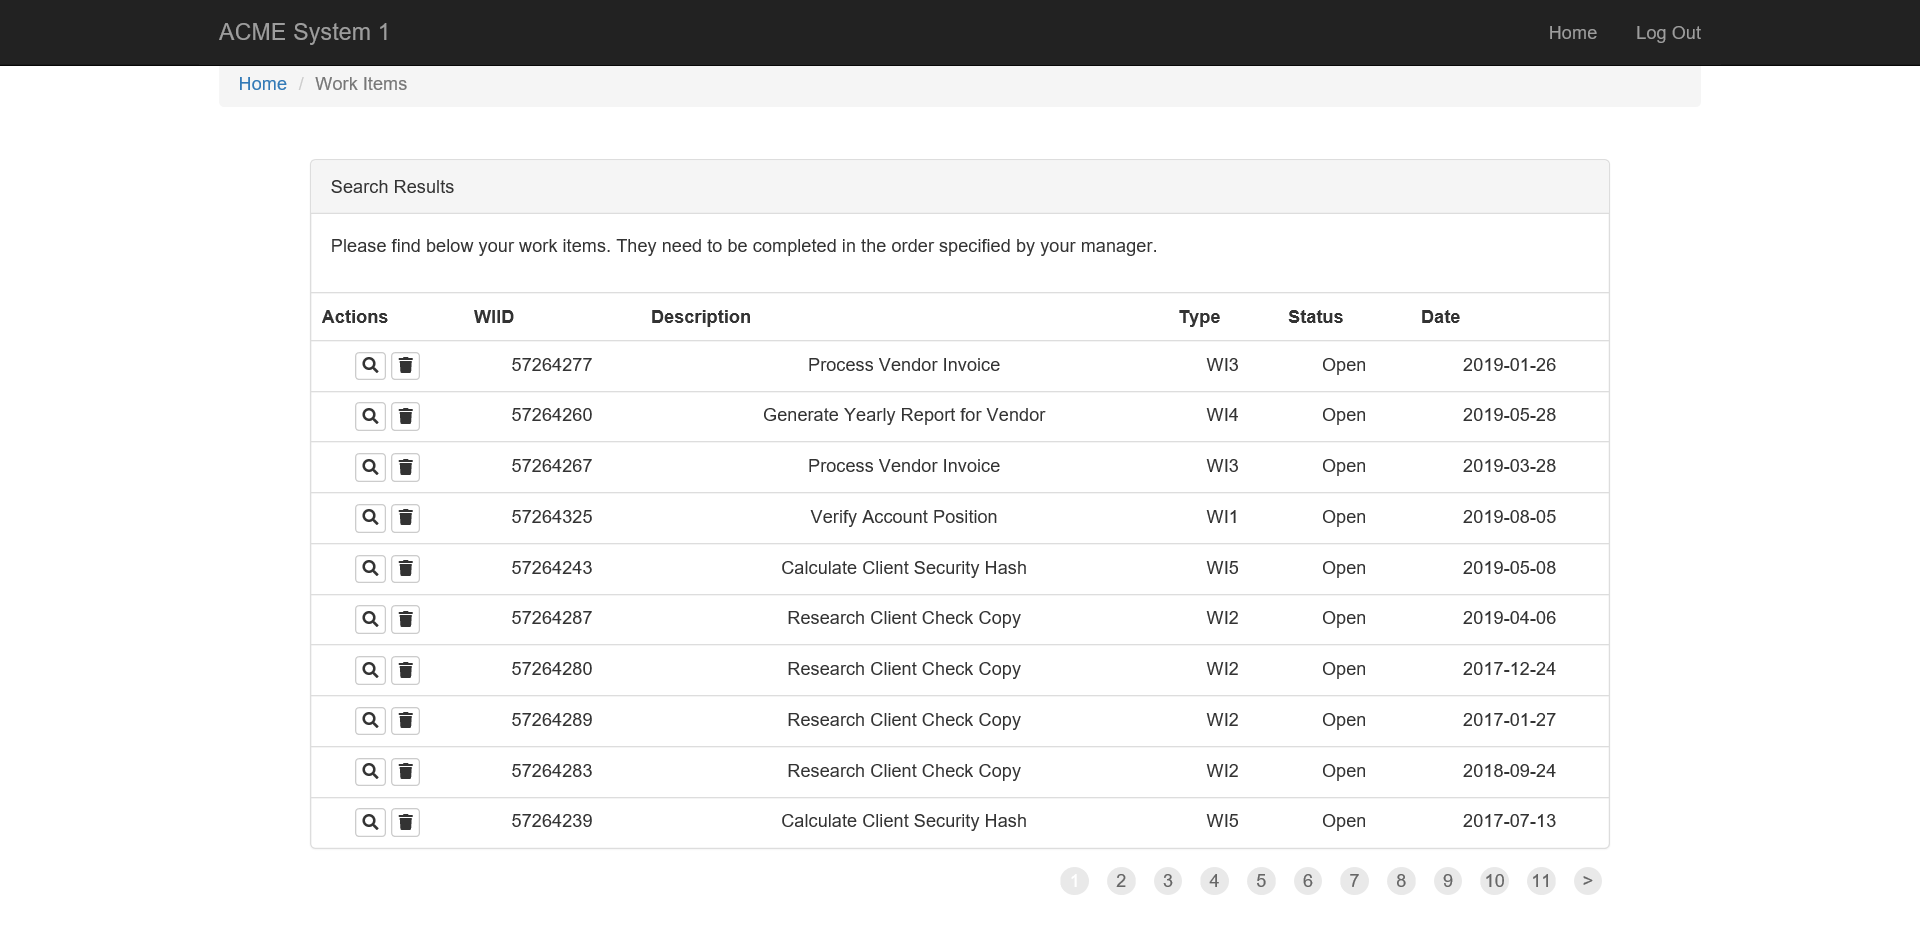 ACME System 1 Home Log Out
Home / Work Items
Search Results
Please find below your work items. They need to be completed in the order specified by your manager.
Actions WIID Description Type Status Date
57264277 Process Vendor Invoice WI3 Open 2019-01-26
57264260 Generate Yearly Report for Vendor WI4 Open 2019-05-28
57264267 Process Vendor Invoice WI3 Open 2019-03-28
57264325 Verify Account Position WI1 Open 2019-08-05
57264243 Calculate Client Security Hash WI5 Open 2019-05-08
57264287 Research Client Check Copy WI2 Open 2019-04-06
57264280 Research Client Check Copy WI2 Open 2017-12-24
57264289 Research Client Check Copy WI2 Open 2017-01-27
57264283 Research Client Check Copy WI2 Open 2018-09-24
57264239 Calculate Client Security Hash WI5 Open 2017-07-13
1 2 3 4 5 6 7 8 9 10 11 >